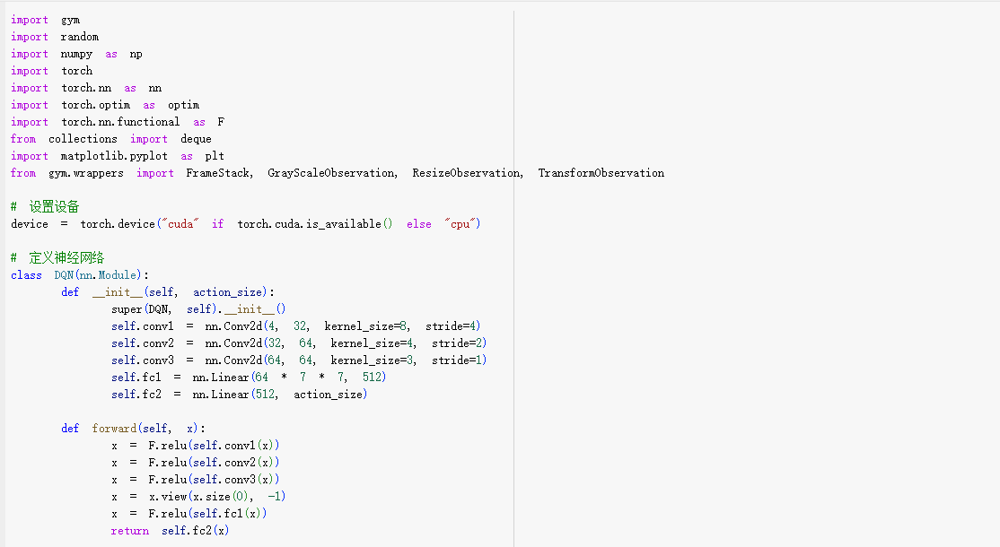 import gym
import random
import numpy as np
import torch
import torch.nn as nn
import torch.optim as optim
import torch.nn.functional as F
from collections import deque
import matplotlib.pyplot as plt
from gym.wrappers import FrameStack, GrayScaleObservation, ResizeObservation, TransformObservation
# 设置设备
device = torch.device("cuda" if torch.cuda.is_available() else "cpu")
# 定义神经网络
class DQN(nn.Module):
def __init__(self, action_size):
super(DQN, self).__init__()
self.conv1 = nn.Conv2d(4, 32, kernel_size=8, stride=4)
self.conv2 = nn.Conv2d(32, 64, kernel_size=4, stride=2)
self.conv3 = nn.Conv2d(64, 64, kernel_size=3, stride=1)
self.fc1 = nn.Linear(64 * 7 * 7, 512)
self.fc2 = nn.Linear(512, action_size)
def forward(self, x):
x = F.relu(self.conv1(x))
x = F.relu(self.conv2(x))
x = F.relu(self.conv3(x))
x = x.view(x.size(0), -1)
x = F.relu(self.fc1(x))
return self.fc2(x)